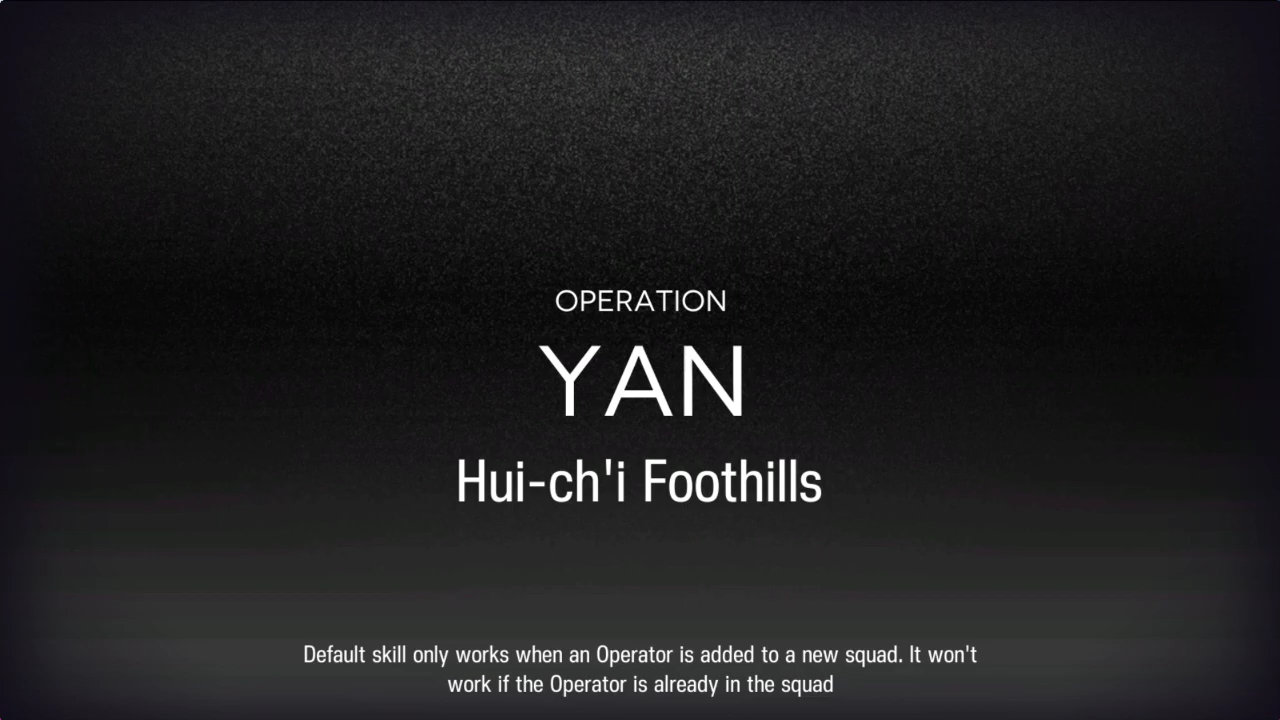 OPERATION
YAN
Hui-ch'i Foothills
Default skill only works when an Operator is added to a new squad. It won't
work if the Operator is already in the squad